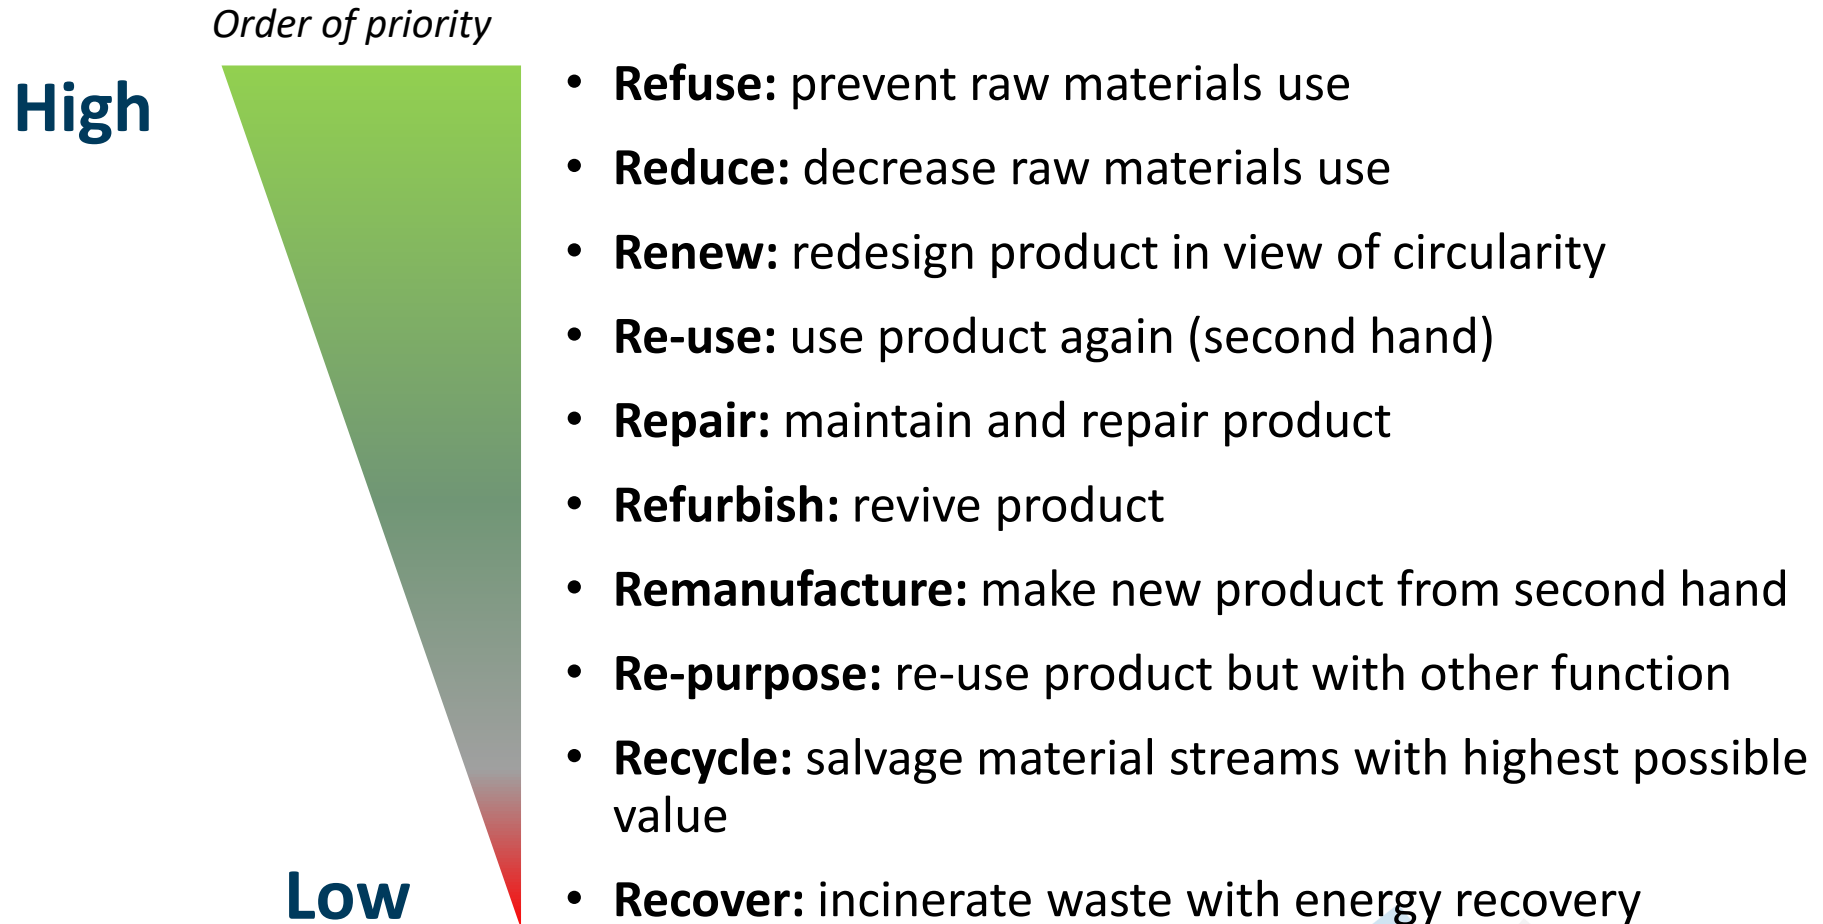 Order of priority
High
• Refuse: prevent raw materials use
• Reduce: decrease raw materials use
• Renew: redesign product in view of circularity
• Re-use: use product again (second hand)
• Repair: maintain and repair product
• Refurbish: revive product
• Remanufacture: make new product from second hand
• Re-purpose: re-use product but with other function
• Recycle: salvage material streams with highest possible
value
Low
• Recover: incinerate waste with energy recovery